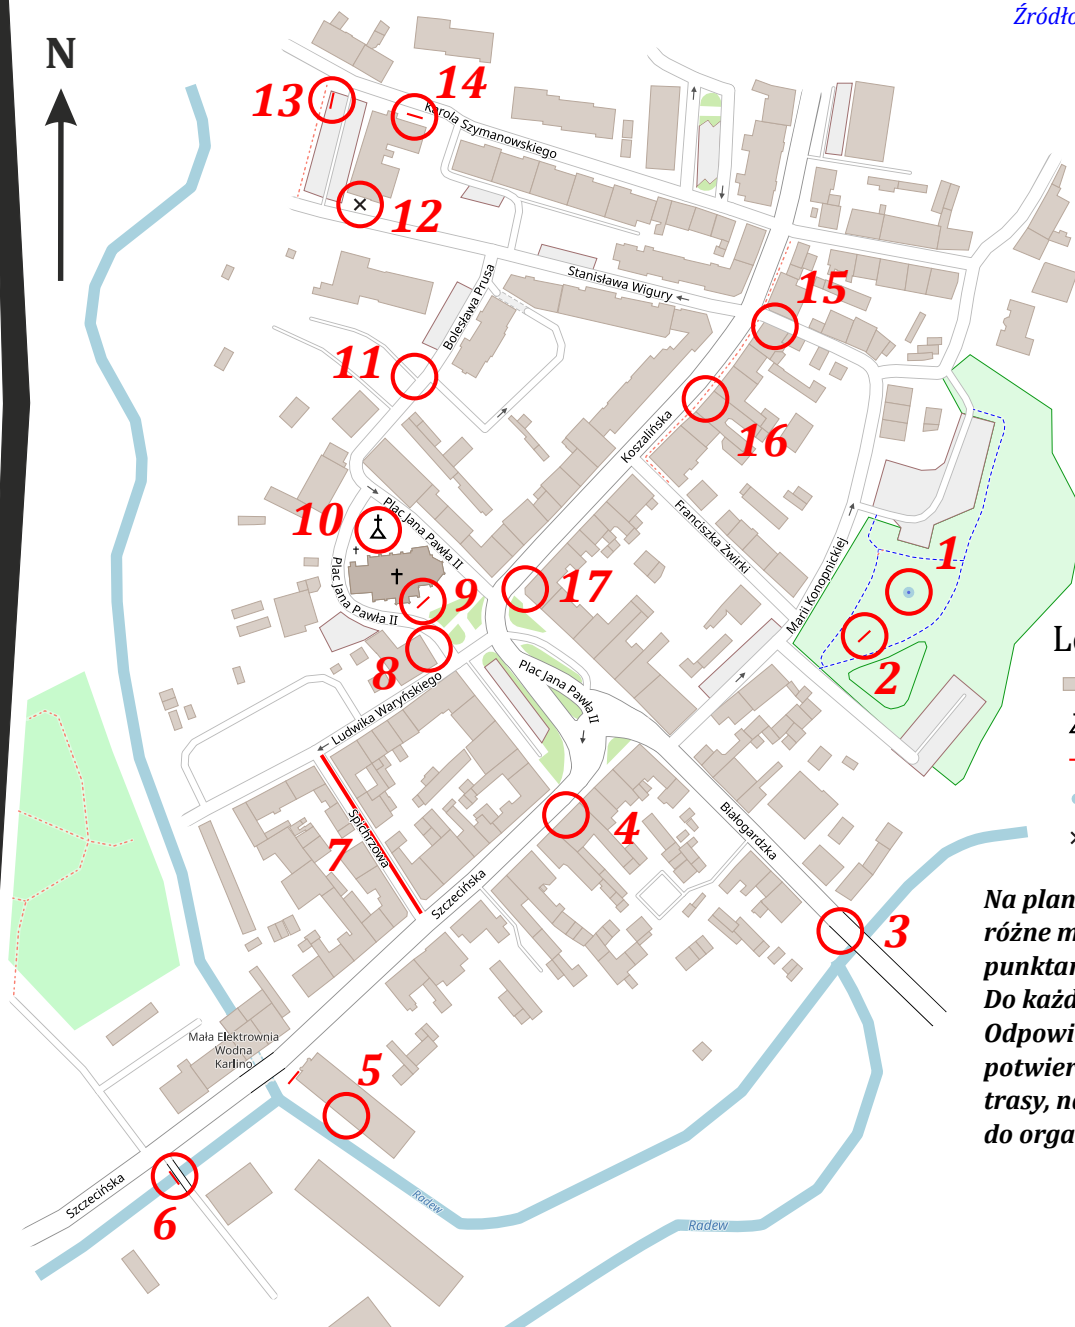 Źródło
N
13
14
Karola Szymanowskiego
12
Stanisława Wigury
15
Bolesława Prusa
11
16
Koszalińska
10
Plac Jana Pawła II
Franciszka Żwirki
1
Plac Jana Pawła II
9
17
Marii Konopnickiej
8
2
Plac Jana Pawła II
Ludwika Waryńskiego
7
Spichrzowa
4
Białogardzka
Szczecińska
3
Na plan
różne m
punktar
Do każd
Odpowi
potwier
trasy, n
do orga
Mała Elektrownia
Wodna
Karlino
5
Szczecińska
6
Radew
Radew